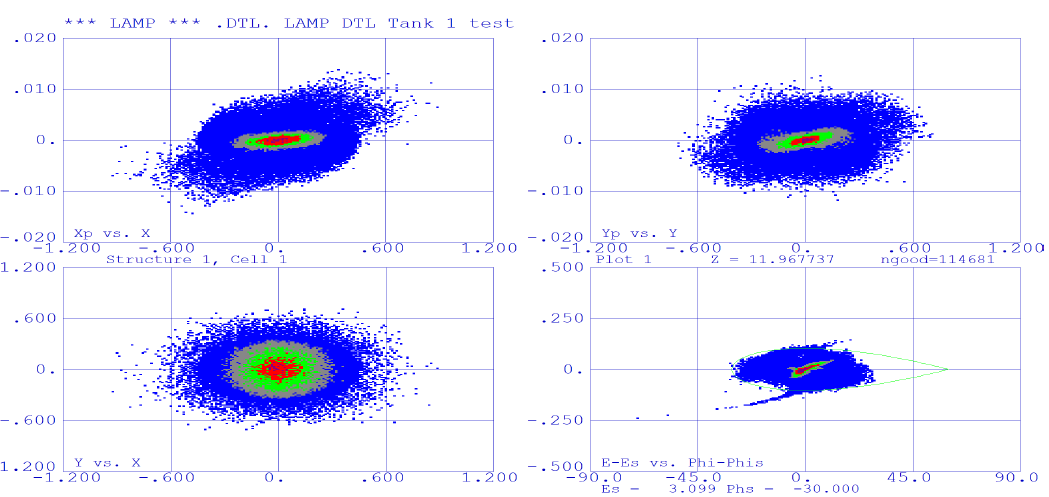 *** LAMP *** .DTL. LAMP DTL Tank 1 test
.020
.010
0.
-.010
-.020
Xp vs. X
-1.200 -.600 0. .600 1.200
.020
.010
0.
-.010
-.020
Yp vs. Y
-1.200 -.600 0. .600 1.200
Structure 1, Cell 1
Plot 1 Z = 11.967737 ngood=114681
1.200
.600
0.
-.600
1.200
Y vs. X
-1.200 -.600 0. .600 1.200
.500
.250
0.
-.250
-.500
E-Es vs. Phi-Phis
-90.0 -45.0 0. 45.0 90.0
Es = 3.099 Phs = -30.000